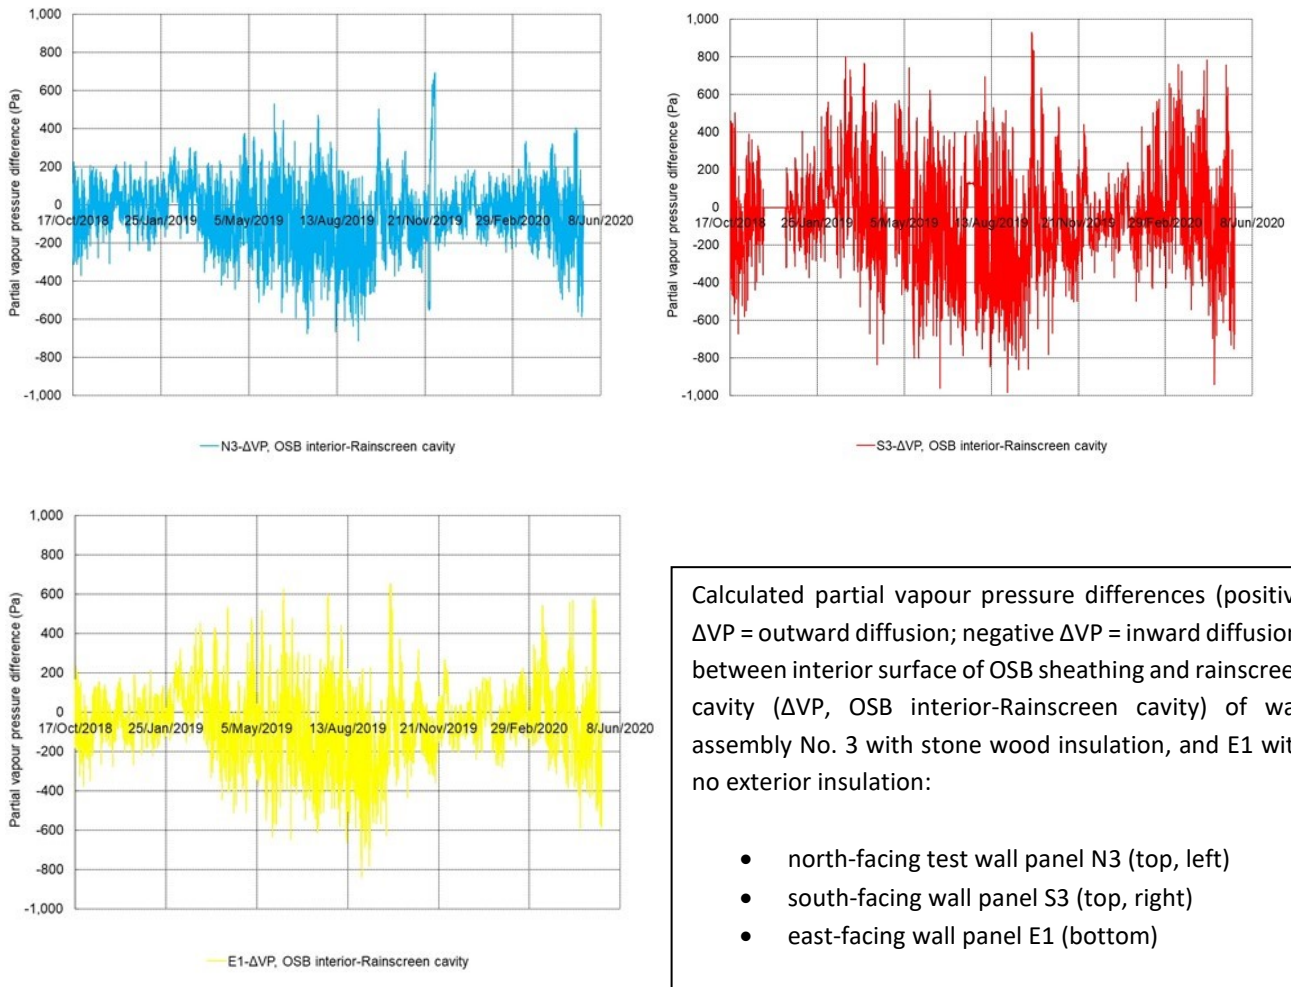 1,000
800
600
400
200
0
-200
-400
-600
-800
-1,000
Partial vapour pressure difference (Pa)
17/Oct/2018 25/Jan/2019 5/May/2019 13/Aug/2019 21/Nov/2019 29/Feb/2020 8/Jun/2020
N3-ΔVP, OSB interior-Rainscreen cavity
1,000
800
600
400
200
0
-200
-400
-600
-800
-1,000
Partial vapour pressure difference (Pa)
17/Oct/2018 25/Jan/2019 5/May/2019 13/Aug/2019 21/Nov/2019 29/Feb/2020 8/Jun/2020
S3-ΔVP, OSB interior-Rainscreen cavity
1,000
800
600
400
200
0
-200
-400
-600
-800
-1,000
Partial vapour pressure difference (Pa)
17/Oct/2018 25/Jan/2019 5/May/2019 13/Aug/2019 21/Nov/2019 29/Feb/2020 8/Jun/2020
E1-ΔVP, OSB interior-Rainscreen cavity
Calculated partial vapour pressure differences (positiv
ΔVP = outward diffusion; negative ΔVP = inward diffusion
between interior surface of OSB sheathing and rainscree
cavity (ΔVP, OSB interior-Rainscreen cavity) of wa
assembly No. 3 with stone wood insulation, and E1 wit
no exterior insulation:
• north-facing test wall panel N3 (top, left)
• south-facing wall panel S3 (top, right)
• east-facing wall panel E1 (bottom)